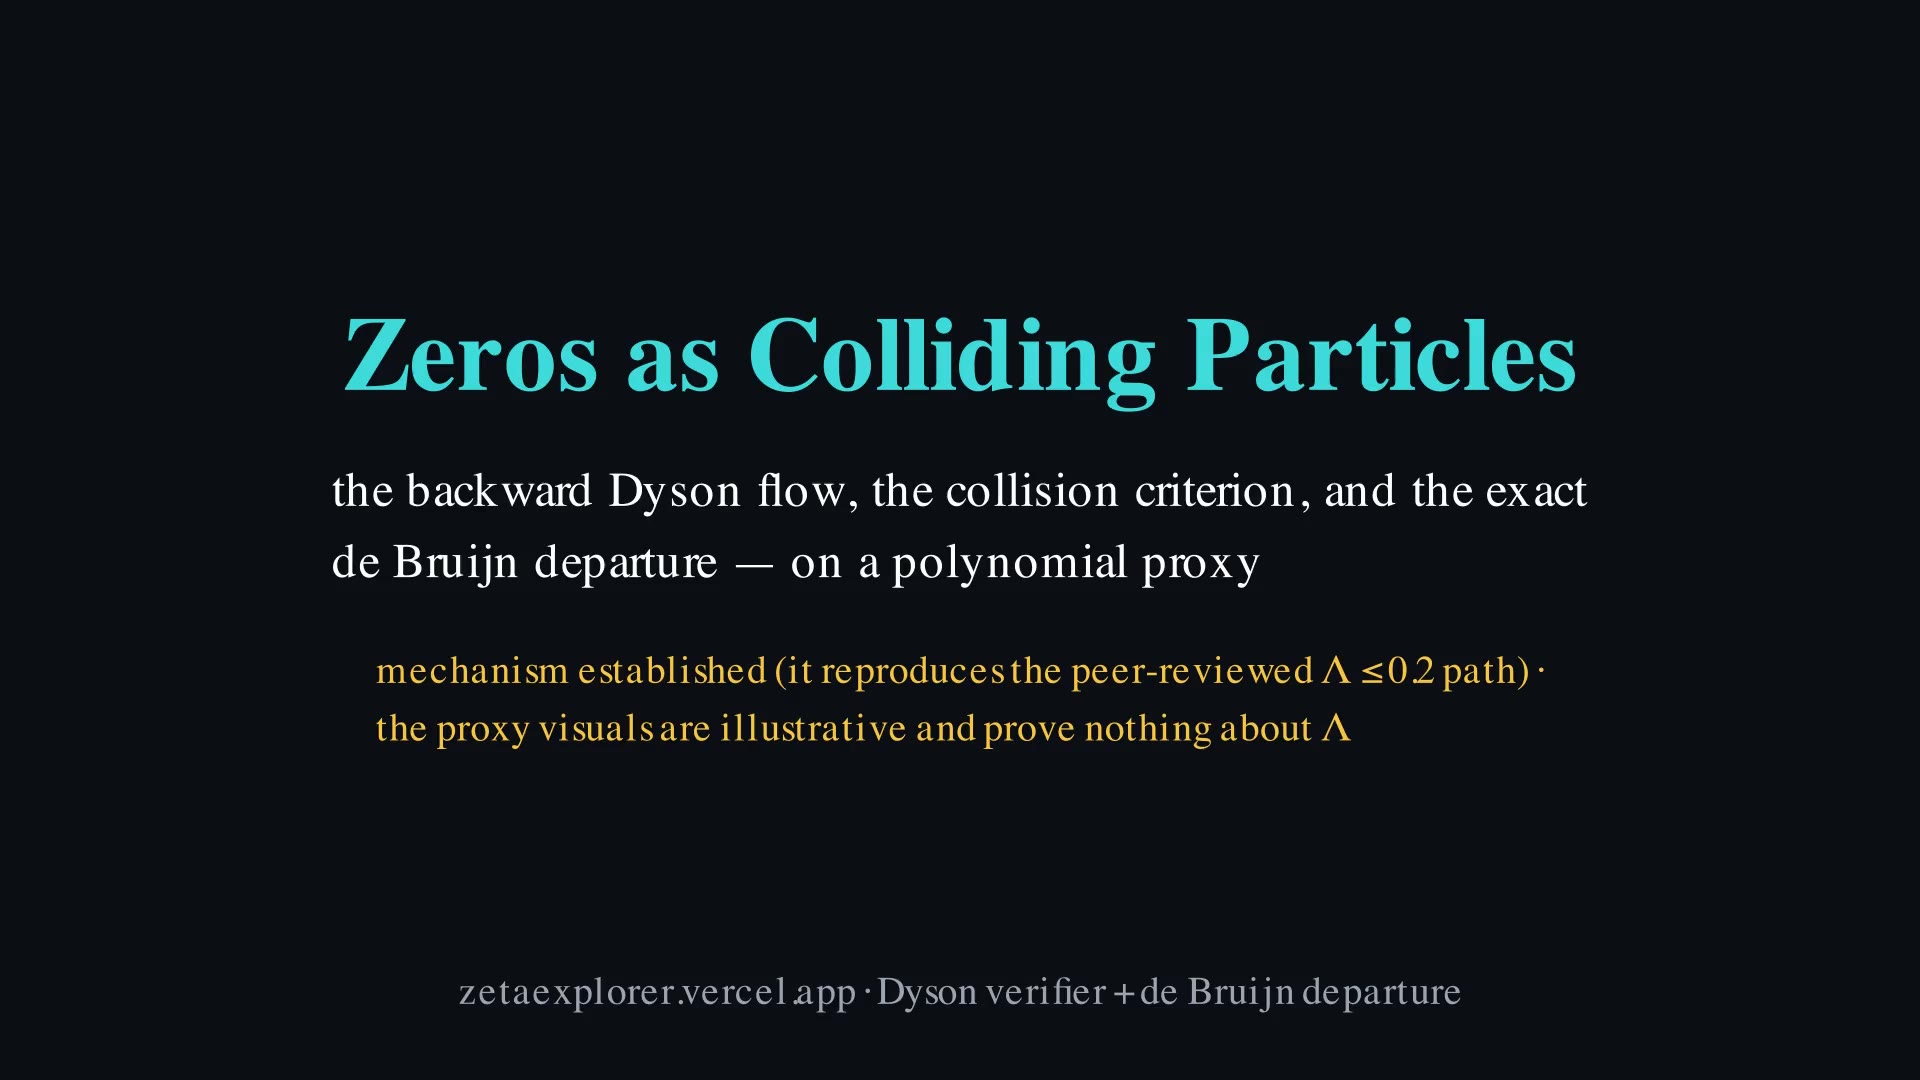 Zeros as Colliding Particles
the backward Dyson flow, the collision criterion, and the exact
de Bruijn departure — on a polynomial proxy
mechanism established (it reproduces the peer-reviewed Λ ≤ 0.2 path) ·
the proxy visuals are illustrative and prove nothing about Λ
zetaexplorer.vercel.app · Dyson verifier + de Bruijn departure